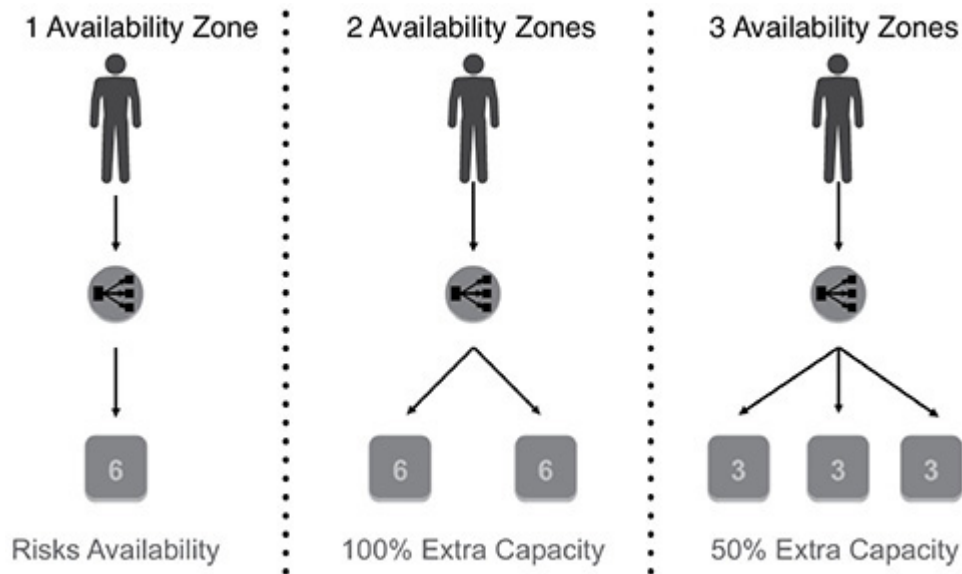 1 Availability Zone
2 Availability Zones
3 Availability Zones
6
6
6
3
3
3
Risks Availability
100% Extra Capacity
50% Extra Capacity